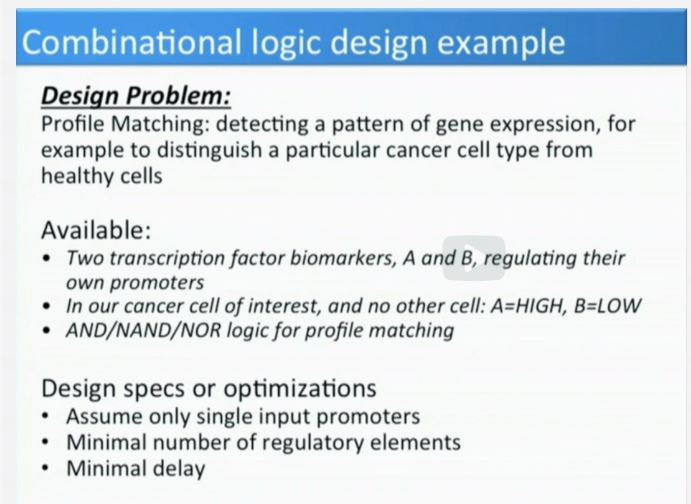 Combinational logic design example
Design Problem:
Profile Matching: detecting a pattern of gene expression, for
example to distinguish a particular cancer cell type from
healthy cells
Available:
• Two transcription factor biomarkers, A and B, regulating their
own promoters
• In our cancer cell of interest, and no other cell: A=HIGH, B=LOW
• AND/NAND/NOR logic for profile matching
Design specs or optimizations
• Assume only single input promoters
• Minimal number of regulatory elements
• Minimal delay